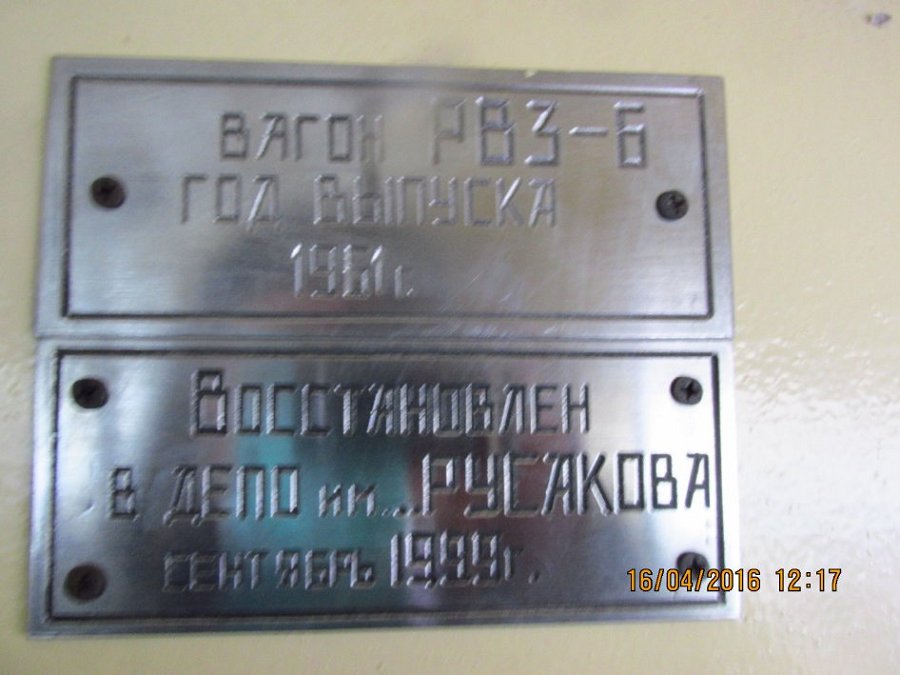 ВАГОН РВЗ-6
ГОД ВЫПУСКА
1961г.
ВОССТАНОВЛЕН
В ДЕПО им...РУСАКОВА
СЕНТЯБРЬ 1999г.
16/04/2016 12:17